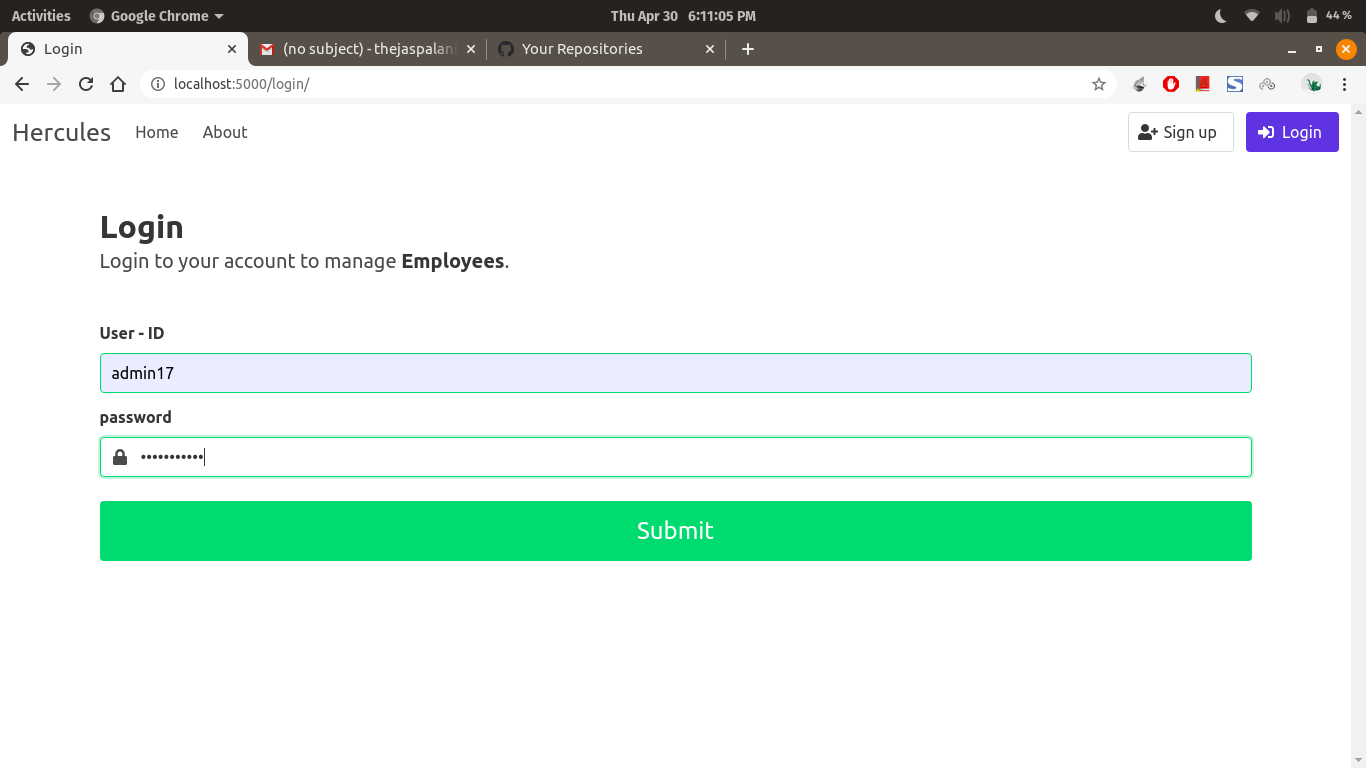 Activities Google Chrome Thu Apr 30 6:11:05 PM 44 %
Login (no subject) - thejaspalani Your Repositories
localhost:5000/login/
Hercules Home About Sign up Login
Login
Login to your account to manage Employees.
User - ID
admin17
password
•••••••••••
Submit